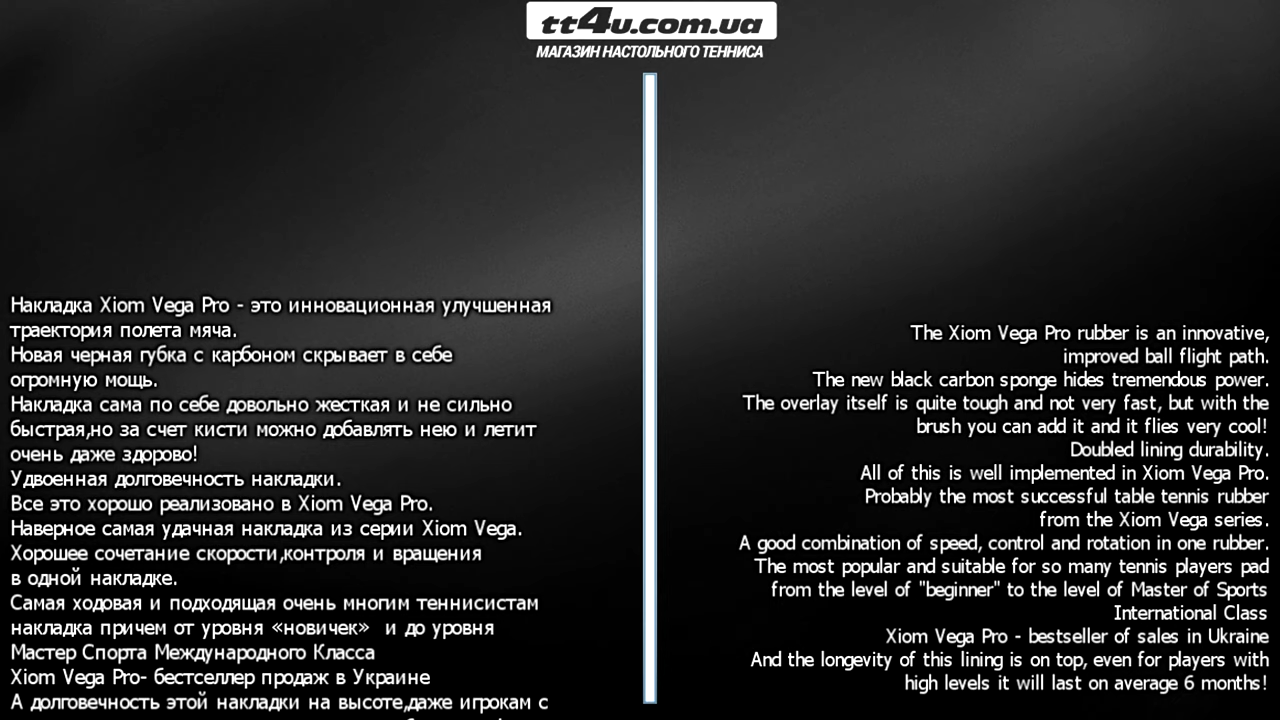 tt4u.com.ua
МАГАЗИН НАСТОЛЬНОГО ТЕННИСА
Накладка Xiom Vega Pro - это инновационная улучшенная
траектория полета мяча.
Новая черная губка с карбоном скрывает в себе
огромную мощь.
Накладка сама по себе довольно жесткая и не сильно
быстрая,но за счет кисти можно добавлять нею и летит
очень даже здорово!
Удвоенная долговечность накладки.
Все это хорошо реализовано в Xiom Vega Pro.
Наверное самая удачная накладка из серии Xiom Vega.
Хорошее сочетание скорости,контроля и вращения
в одной накладке.
Самая ходовая и подходящая очень многим теннисистам
накладка причем от уровня «новичек» и до уровня
Мастер Спорта Международного Класса
Xiom Vega Pro- бестселлер продаж в Украине
А долговечность этой накладки на высоте,даже игрокам с
The Xiom Vega Pro rubber is an innovative,
improved ball flight path.
The new black carbon sponge hides tremendous power.
The overlay itself is quite tough and not very fast, but with the
brush you can add it and it flies very cool!
Doubled lining durability.
All of this is well implemented in Xiom Vega Pro.
Probably the most successful table tennis rubber
from the Xiom Vega series.
A good combination of speed, control and rotation in one rubber.
The most popular and suitable for so many tennis players pad
from the level of "beginner" to the level of Master of Sports
International Class
Xiom Vega Pro - bestseller of sales in Ukraine
And the longevity of this lining is on top, even for players with
high levels it will last on average 6 months!